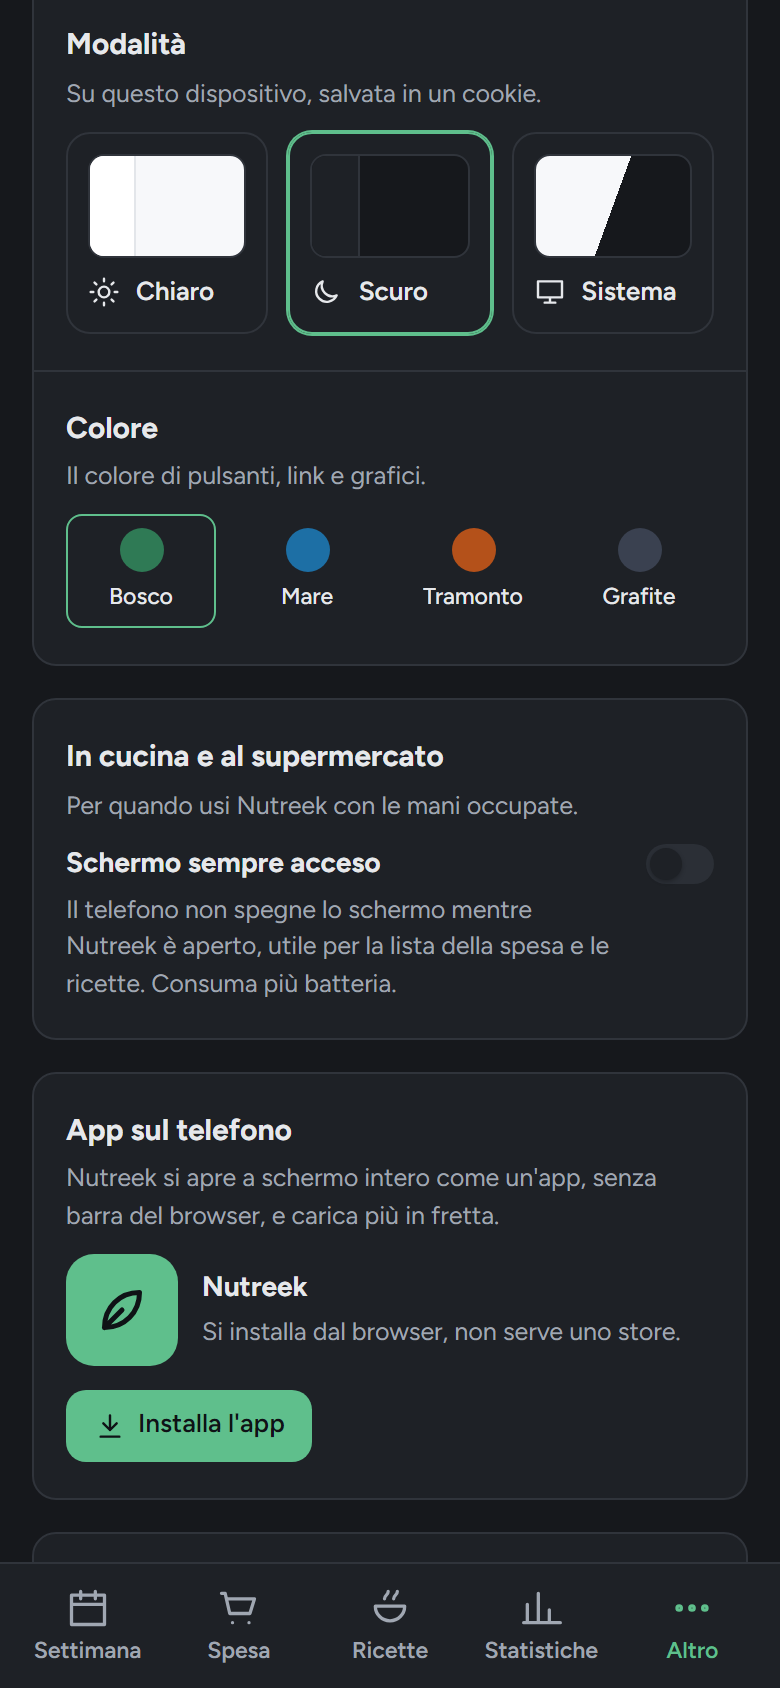 Modalità
Su questo dispositivo, salvata in un cookie.
Chiaro
Scuro
Sistema
Colore
Il colore di pulsanti, link e grafici.
Bosco
Mare
Tramonto
Grafite
In cucina e al supermercato
Per quando usi Nutreek con le mani occupate.
Schermo sempre acceso
Il telefono non spegne lo schermo mentre
Nutreek è aperto, utile per la lista della spesa e le
ricette. Consuma più batteria.
App sul telefono
Nutreek si apre a schermo intero come un'app, senza
barra del browser, e carica più in fretta.
Nutreek
Si installa dal browser, non serve uno store.
Installa l'app
Settimana
Spesa
Ricette
Statistiche
Altro